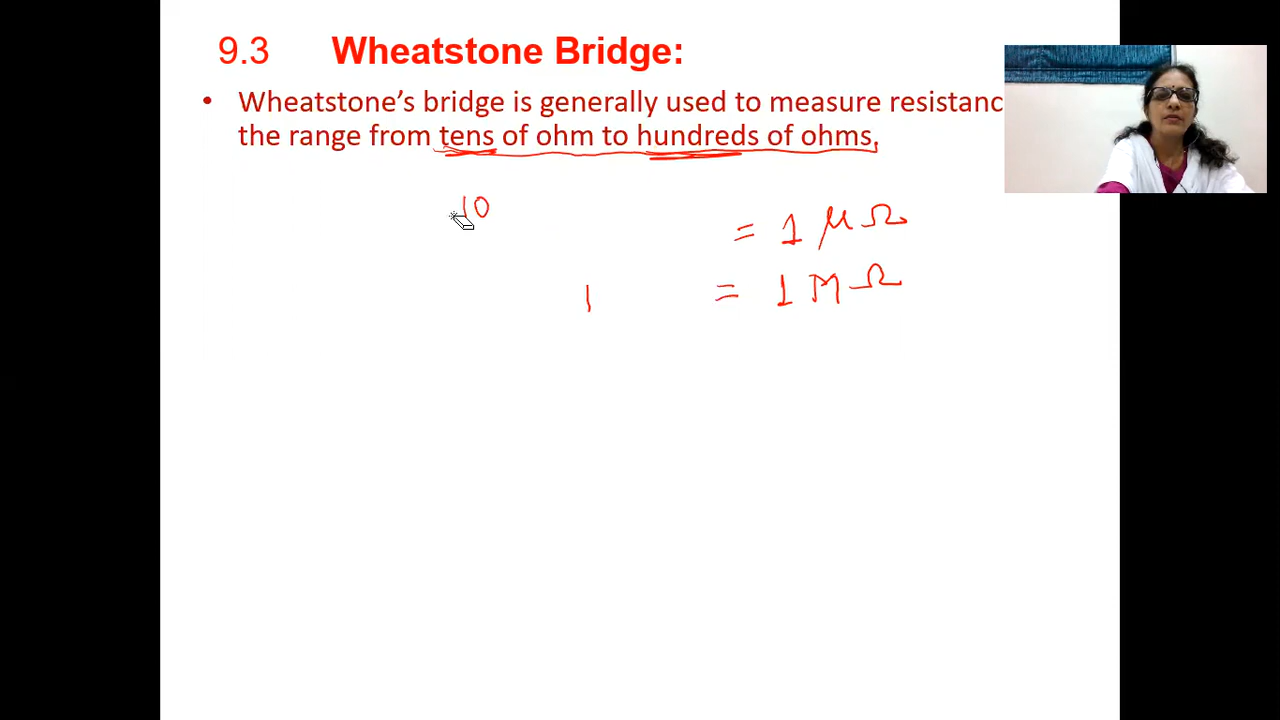 9.3 Wheatstone Bridge:
• Wheatstone’s bridge is generally used to measure resistanc
the range from tens of ohm to hundreds of ohms,
10
= 1 μΩ
1 = 1 MΩ